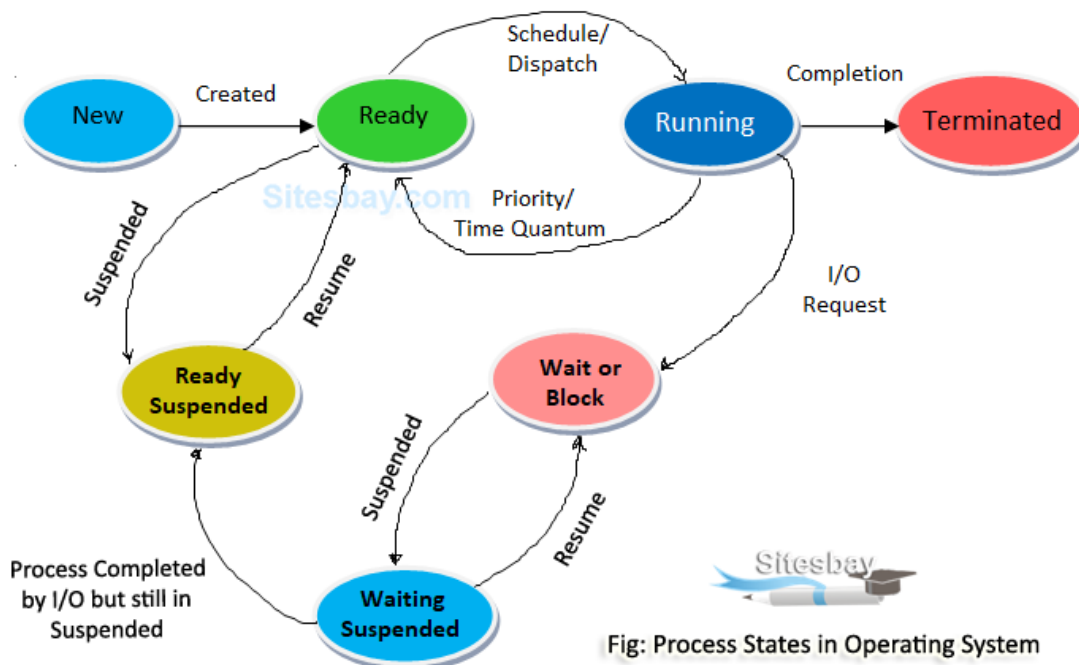 Schedule/
Dispatch
Completion
Created
New
Ready
Running
Terminated
Sitesbay.com
Priority/
Time Quantum
Suspended
Resume
I/O
Request
Ready
Suspended
Wait or
Block
Suspended
Resume
Process Completed
by I/O but still in
Suspended
Waiting
Suspended
Sitesbay
Fig: Process States in Operating System